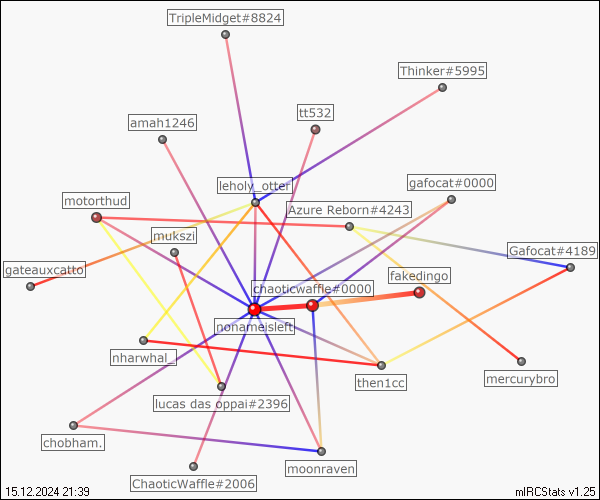 TripleMidget#8824
Thinker#5995
tt532
amah1246
leholy_otter
gafocat#0000
motorthud
Azure Reborn#4243
mukszi
Gafocat#4189
gateauxcatto
fakedingo
chaoticwaffle#0000
nonameisleft
nharwhal_
then1cc
mercurybro
lucas das oppai#2396
chobham.
moonraven
ChaoticWaffle#2006
15.12.2024 21:39
mIRCStats v1.25